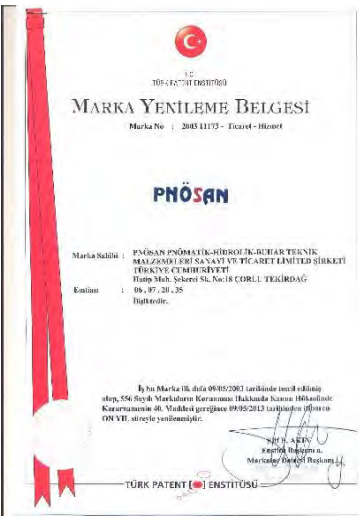 T.C.
TÜRK PATENT ENSTİTÜSÜ
MARKA YENİLEME BELGESİ
Marka No : 2003 11173 - Ticaret - Hizmet
PNÖSAN
Marka Sahibi : PNÖSAN PNÖMATİK-HİDROLİK-BUHAR TEKNİK
MALZEMELERİ SANAYİ VE TİCARET LİMİTED ŞİRKETİ
TÜRKİYE CUMHURİYETİ
Hatip Mah. Şekerci Sk. No:18 ÇORLU TEKİRDAĞ
Emtiası : 06 , 07 , 20 , 35
İlişiktedir.
İş bu Marka ilk defa 09/05/2003 tarihinde tescil edilmiş
olup, 556 Sayılı Markaların Korunması Hakkında Kanun Hükmünde
Kararnamenin 40. Maddesi gereğince 09/05/2013 tarihinden itibaren
ON YIL süreyle yenilenmiştir.
AKIN
Enstitü Başkanı a.
Markalar Dairesi Başkanı
TÜRK PATENT ENSTİTÜSÜ